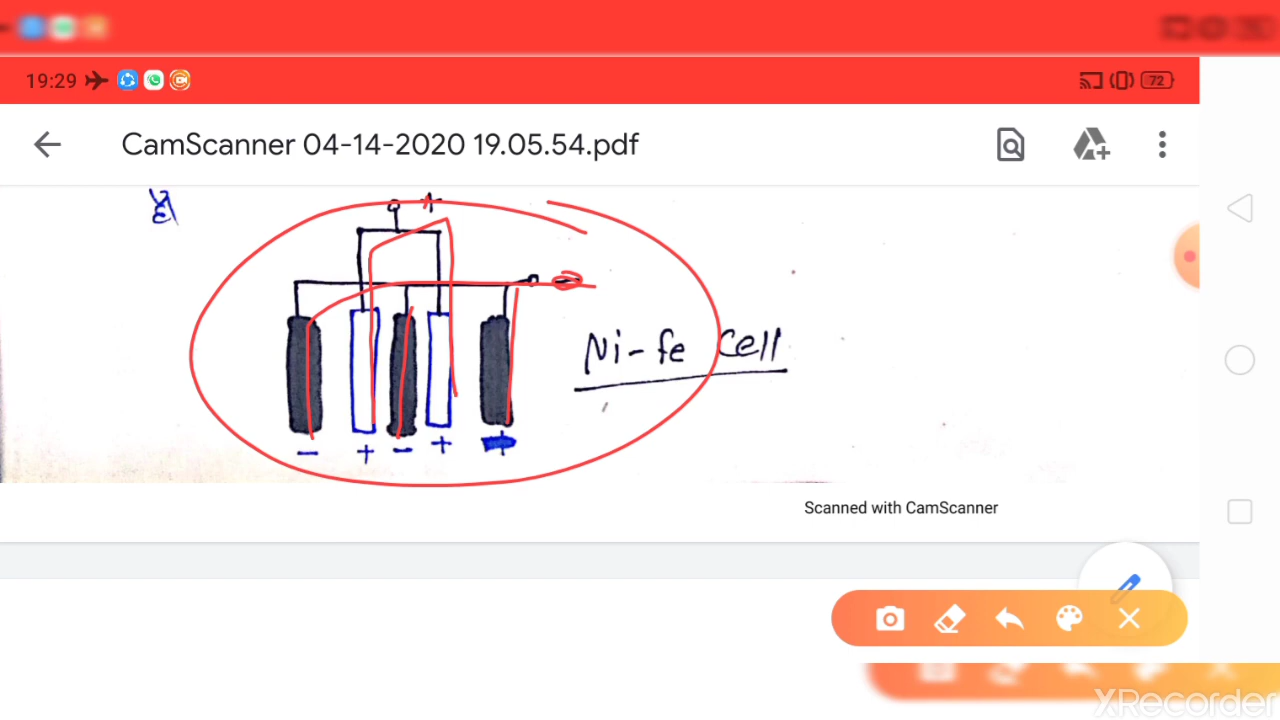 19:29
72
CamScanner 04-14-2020 19.05.54.pdf
+
Ni-fe Cell
− + − +
Scanned with CamScanner
XRecorder